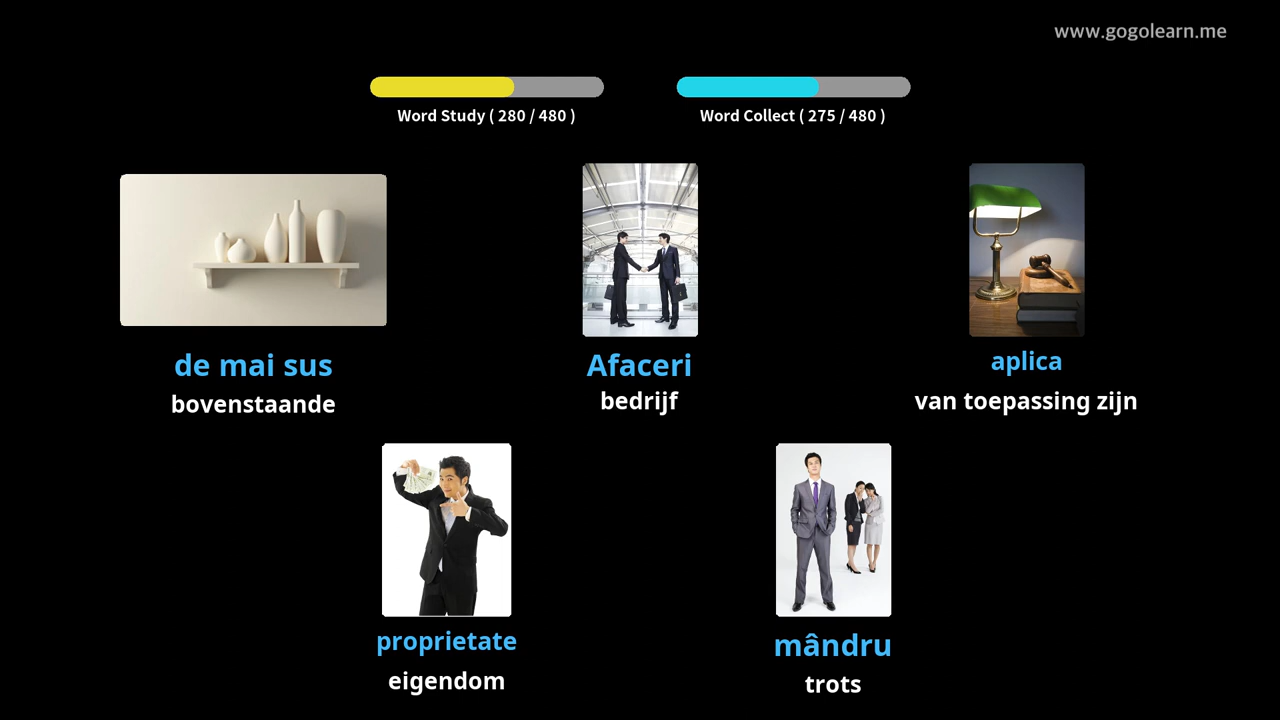 www.gogolearn.me
Word Study ( 280 / 480 )
Word Collect ( 275 / 480 )
de mai sus
bovenstaande
Afaceri
bedrijf
aplica
van toepassing zijn
proprietate
eigendom
mândru
trots